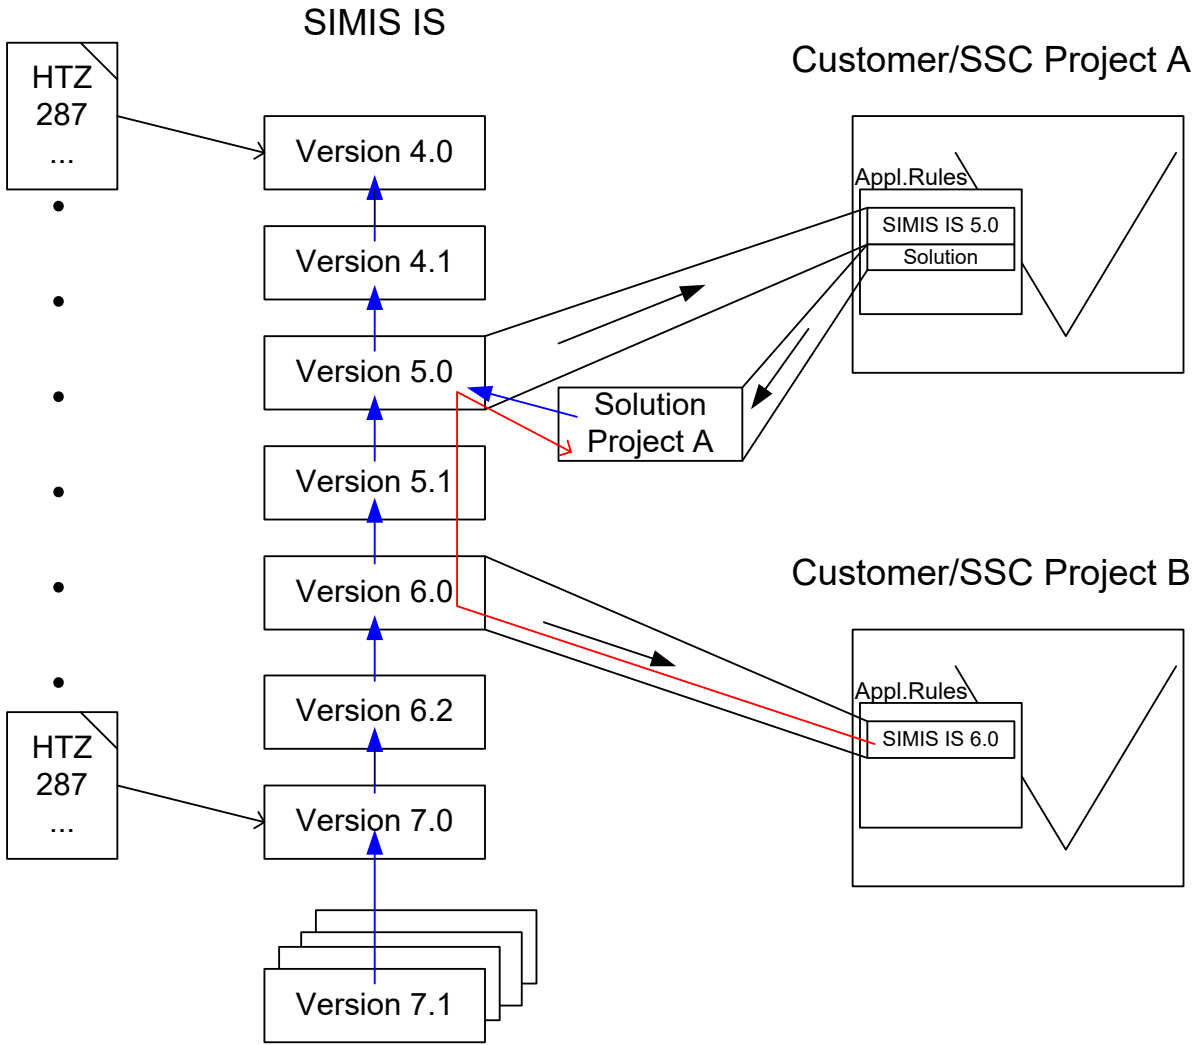 SIMIS IS
Customer/SSC Project A
HTZ
287
...
Version 4.0
Version 4.1
Version 5.0
Version 5.1
Version 6.0
Version 6.2
Version 7.0
Version 7.1
HTZ
287
...
Appl.Rules
SIMIS IS 5.0
Solution
Solution
Project A
Customer/SSC Project B
Appl.Rules
SIMIS IS 6.0